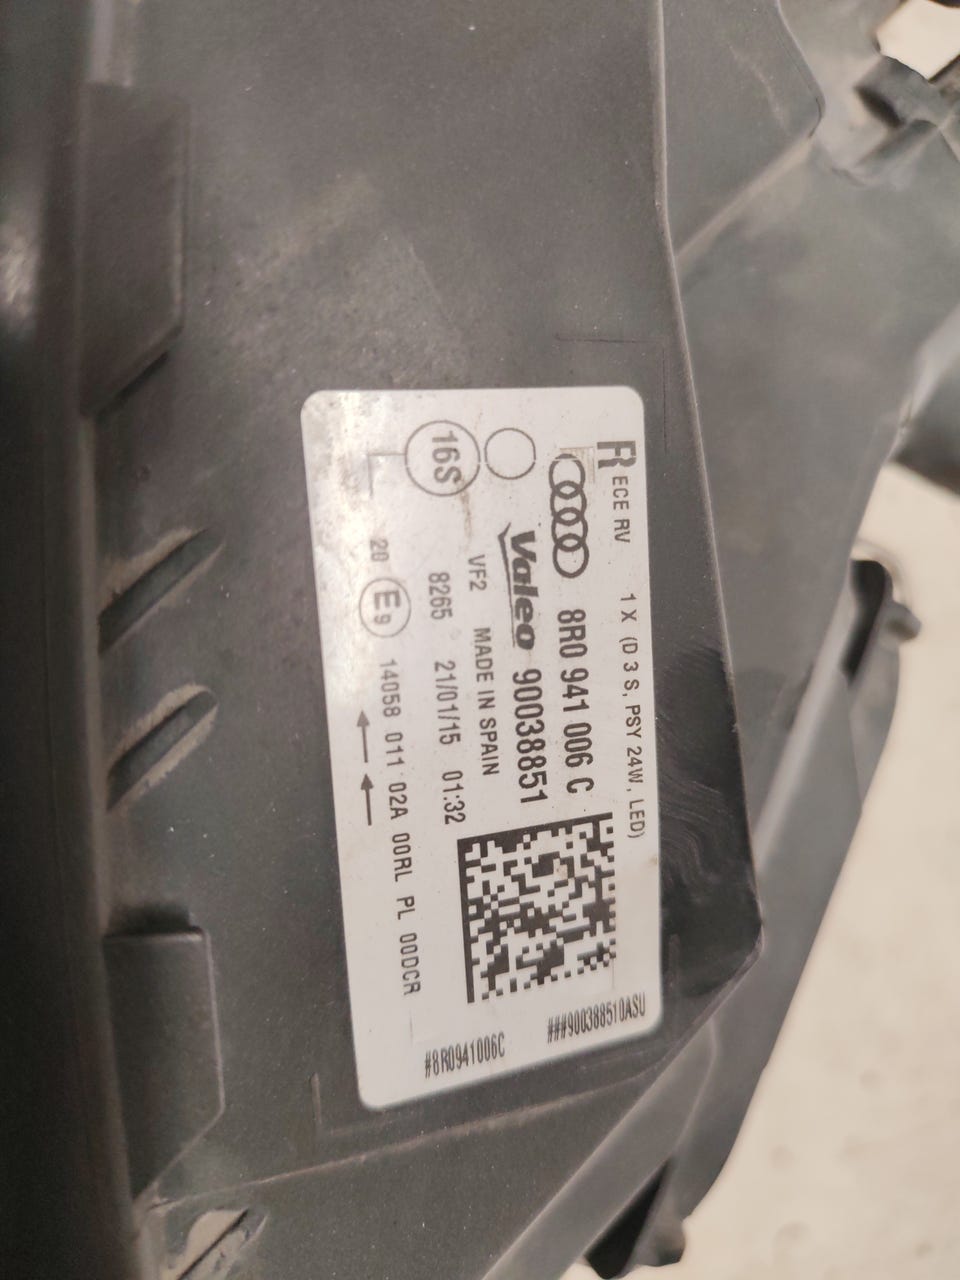 R ECE RV 1 X (D 3 S, PSY 24W, LED)
8R0 941 006 C
Valeo 90038851
VF2 MADE IN SPAIN
16S 8265 21/01/15 01:32
20 E9 14058 011 02A 00RL PL 00DCR
###900388510ASU
#8R0941006C